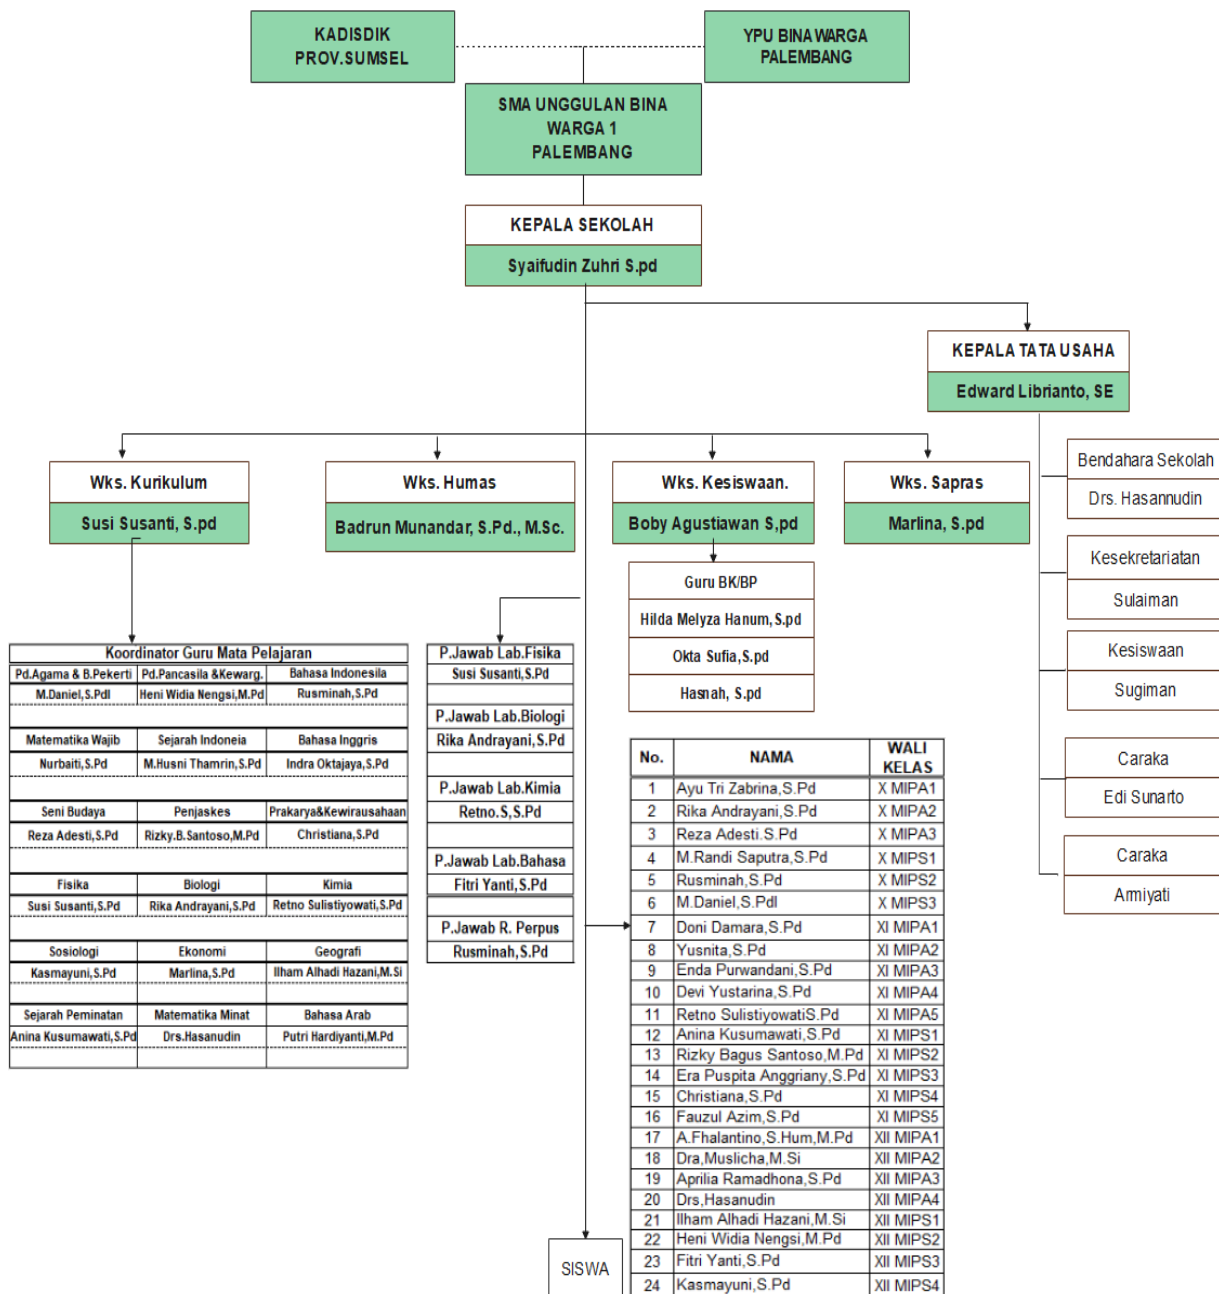 KADISDIK
PROV.SUMSEL
YPU BINA WARGA
PALEMBANG
SMA UNGGULAN BINA
WARGA 1
PALEMBANG
KEPALA SEKOLAH
Syaifudin Zuhri S.pd
KEPALA TATA USAHA
Edward Librianto, SE
Wks. Kurikulum
Susi Susanti, S.pd
Wks. Humas
Badrun Munandar, S.Pd., M.Sc.
Wks. Kesiswaan.
Boby Agustiawan S,pd
Wks. Sapras
Marlina, S.pd
Bendahara Sekolah
Drs. Hasannudin
Kesekretariatan
Sulaiman
Kesiswaan
Sugiman
Caraka
Edi Sunarto
Caraka
Armiyati
Guru BK/BP
Hilda Melyza Hanum, S.pd
Okta Sufia, S.pd
Hasnah, S.pd
Koordinator Guru Mata Pelajaran
Pd.Agama & B.Pekerti Pd.Pancasila &Kewarg. Bahasa Indonesila
M.Daniel,S.PdI Heni Widia Nengsi,M.Pd Rusminah,S.Pd
Matematika Wajib Sejarah Indoneia Bahasa Inggris
Nurbaiti,S.Pd M.Husni Thamrin,S.Pd Indra Oktajaya,S.Pd
Seni Budaya Penjaskes Prakarya&Kewirausahaan
Reza Adesti,S.Pd Rizky.B.Santoso,M.Pd Christiana,S.Pd
Fisika Biologi Kimia
Susi Susanti,S.Pd Rika Andrayani,S.Pd Retno Sulistiyowati,S.Pd
Sosiologi Ekonomi Geografi
Kasmayuni,S.Pd Marlina,S.Pd Ilham Alhadi Hazani,M.Si
Sejarah Peminatan Matematika Minat Bahasa Arab
Anina Kusumawati,S.Pd Drs.Hasanudin Putri Hardiyanti,M.Pd
P.Jawab Lab.Fisika
Susi Susanti,S.Pd
P.Jawab Lab.Biologi
Rika Andrayani,S.Pd
P.Jawab Lab.Kimia
Retno.S,S.Pd
P.Jawab Lab.Bahasa
Fitri Yanti,S.Pd
P.Jawab R. Perpus
Rusminah,S.Pd
No. NAMA WALI KELAS
1 Ayu Tri Zabrina,S.Pd X MIPA1
2 Rika Andrayani,S.Pd X MIPA2
3 Reza Adesti.S.Pd X MIPA3
4 M.Randi Saputra,S.Pd X MIPS1
5 Rusminah,S.Pd X MIPS2
6 M.Daniel,S.PdI X MIPS3
7 Doni Damara,S.Pd XI MIPA1
8 Yusnita,S.Pd XI MIPA2
9 Enda Purwandani,S.Pd XI MIPA3
10 Devi Yustarina,S.Pd XI MIPA4
11 Retno SulistiyowatiS.Pd XI MIPA5
12 Anina Kusumawati,S.Pd XI MIPS1
13 Rizky Bagus Santoso,M.Pd XI MIPS2
14 Era Puspita Anggriany,S.Pd XI MIPS3
15 Christiana,S.Pd XI MIPS4
16 Fauzul Azim,S.Pd XI MIPS5
17 A.Fhalantino,S.Hum,M.Pd XII MIPA1
18 Dra,Muslicha,M.Si XII MIPA2
19 Aprilia Ramadhona,S.Pd XII MIPA3
20 Drs,Hasanudin XII MIPA4
21 Ilham Alhadi Hazani,M.Si XII MIPS1
22 Heni Widia Nengsi,M.Pd XII MIPS2
23 Fitri Yanti,S.Pd XII MIPS3
24 Kasmayuni,S.Pd XII MIPS4
SISWA